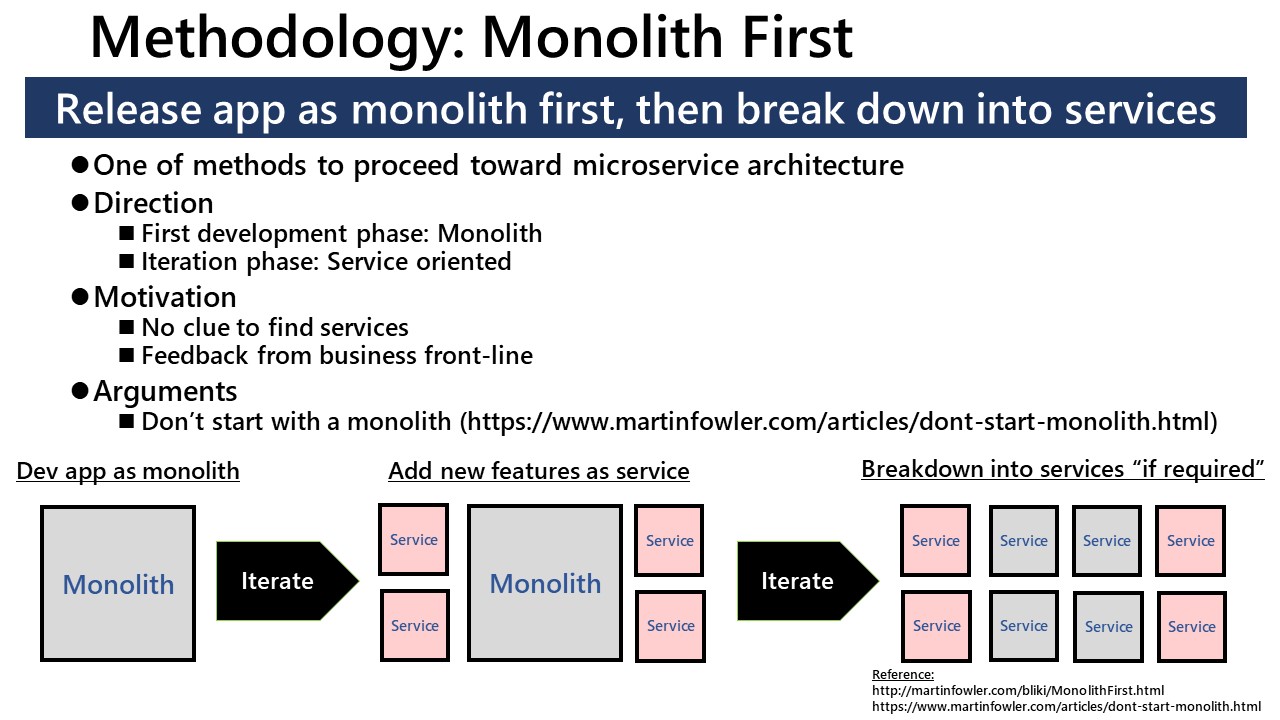 Methodology: Monolith First
Release app as monolith first, then break down into services
●One of methods to proceed toward microservice architecture
●Direction
■ First development phase: Monolith
■ Iteration phase: Service oriented
●Motivation
■ No clue to find services
■ Feedback from business front-line
●Arguments
■ Don’t start with a monolith (https://www.martinfowler.com/articles/dont-start-monolith.html)
Dev app as monolith
Monolith
Iterate
Add new features as service
Service
Service
Monolith
Service
Service
Iterate
Breakdown into services “if required”
Service
Service
Service
Service
Service
Service
Service
Service
Reference:
http://martinfowler.com/bliki/MonolithFirst.html
https://www.martinfowler.com/articles/dont-start-monolith.html